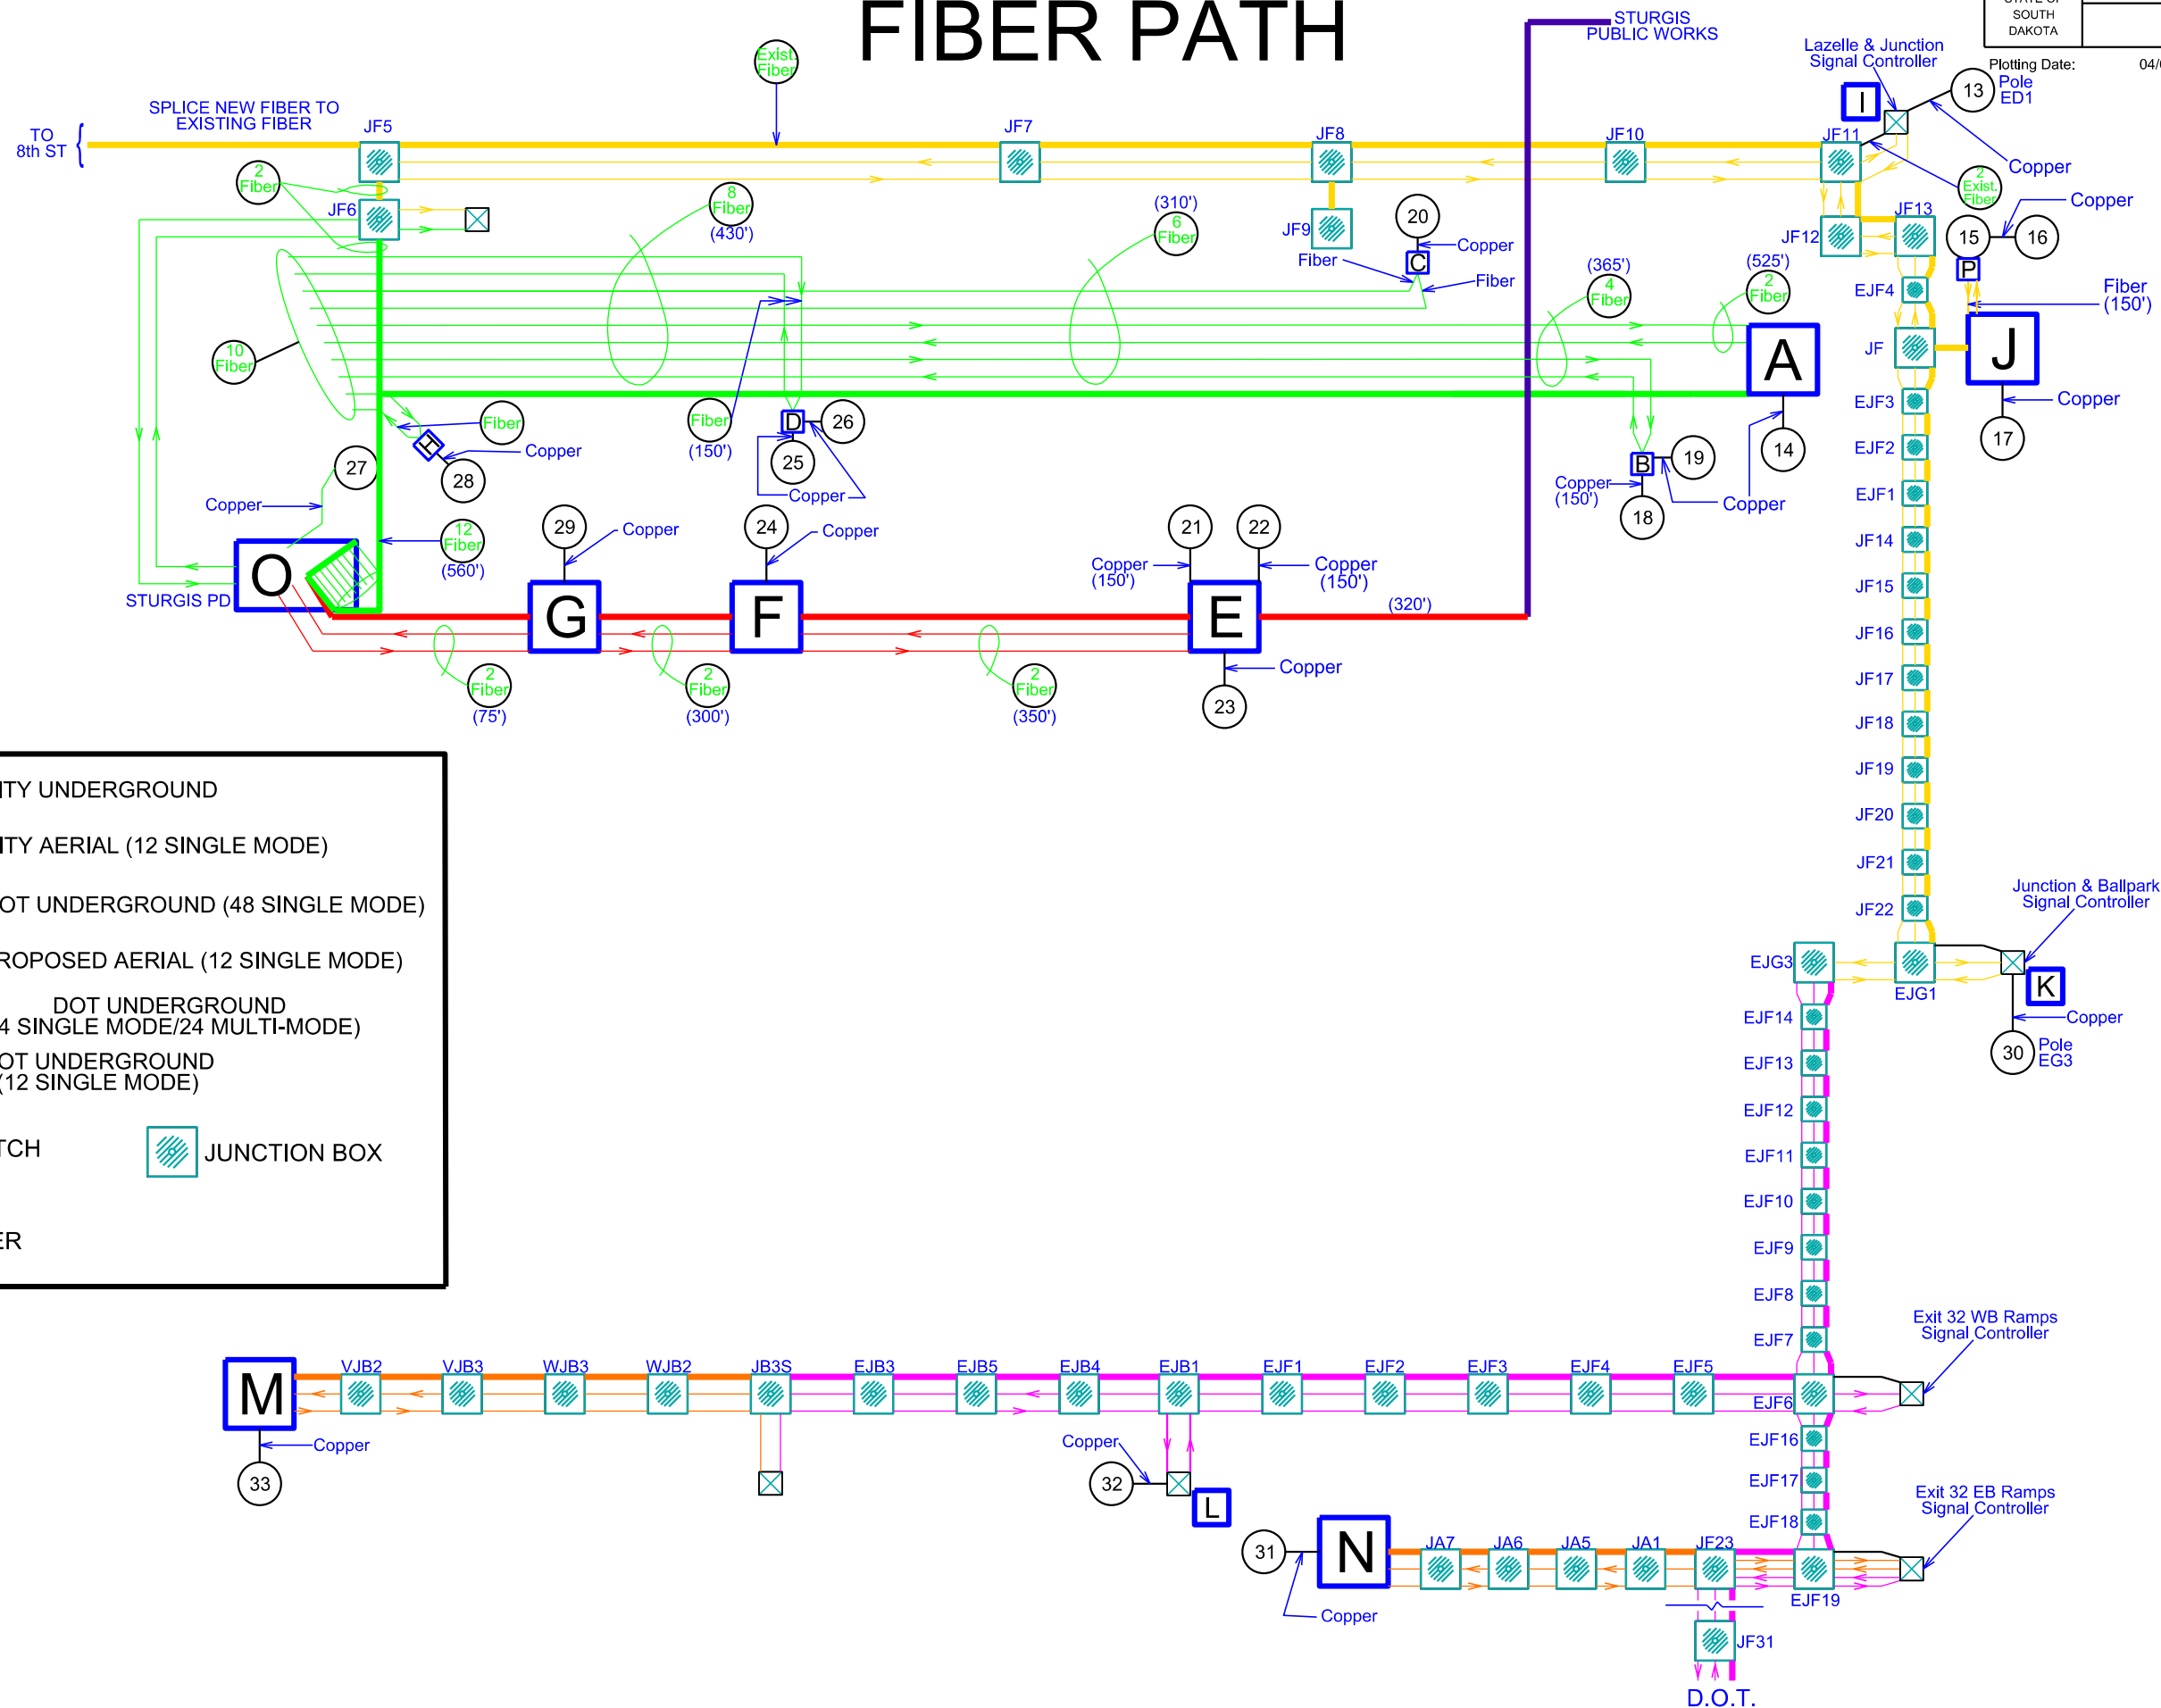 FIBER PATH
STATE OF
SOUTH
DAKOTA
Plotting Date: 04/
STURGIS
PUBLIC WORKS
Lazelle & Junction
Signal Controller
I
13
Pole
ED1
Exist.
Fiber
SPLICE NEW FIBER TO
EXISTING FIBER
TO
8th ST
JF5
JF7
JF8
JF10
JF11
Copper
2
Exist.
Fiber
2
Fiber
JF6
8
Fiber
(430')
(310')
6
Fiber
JF9
20
Copper
C
Fiber
Fiber
JF12
JF13
15
16
Copper
P
(365')
4
Fiber
(525')
2
Fiber
EJF4
Fiber
(150')
10
Fiber
A
JF
J
EJF3
Copper
17
Fiber
(150')
D
26
25
Copper
Fiber
H
Copper
28
27
Copper
14
B
19
Copper
(150')
18
Copper
EJF2
EJF1
JF14
JF15
JF16
JF17
JF18
JF19
JF20
JF21
JF22
O
STURGIS PD
12
Fiber
(560')
29
Copper
24
Copper
21
22
Copper
(150')
Copper
(150')
G
F
E
(320')
2
Fiber
(75')
2
Fiber
(300')
2
Fiber
(350')
Copper
23
ITY UNDERGROUND
ITY AERIAL (12 SINGLE MODE)
OT UNDERGROUND (48 SINGLE MODE)
ROPOSED AERIAL (12 SINGLE MODE)
DOT UNDERGROUND
4 SINGLE MODE/24 MULTI-MODE)
OT UNDERGROUND
(12 SINGLE MODE)
TCH
JUNCTION BOX
ER
Junction & Ballpark
Signal Controller
EJG3
EJG1
K
Copper
30
Pole
EG3
EJF14
EJF13
EJF12
EJF11
EJF10
EJF9
EJF8
EJF7
Exit 32 WB Ramps
Signal Controller
M
VJB2
VJB3
WJB3
WJB2
JB3S
EJB3
EJB5
EJB4
EJB1
EJF1
EJF2
EJF3
EJF4
EJF5
EJF6
Copper
33
Copper
32
L
EJF16
EJF17
EJF18
Exit 32 EB Ramps
Signal Controller
31
N
JA7
JA6
JA5
JA1
JF23
EJF19
Copper
JF31
D.O.T.